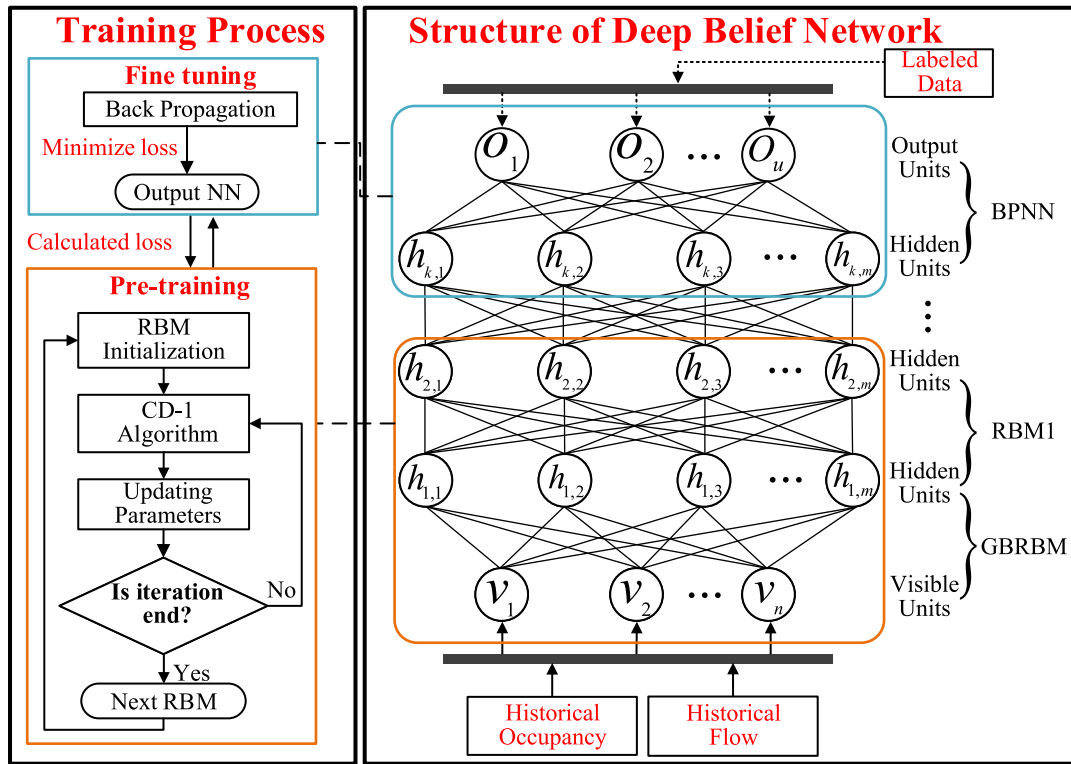 Training Process
Fine tuning
Back Propagation
Minimize loss
Output NN
Calculated loss
Pre-training
RBM
Initialization
CD-1
Algorithm
Updating
Parameters
Is iteration
end?
No
Yes
Next RBM
Structure of Deep Belief Network
Labeled
Data
O1 O2 ··· Ou
Output
Units
BPNN
hk,1 hk,2 hk,3 ··· hk,m
Hidden
Units
⋮
h2,1 h2,2 h2,3 ··· h2,m
Hidden
Units
RBM1
h1,1 h1,2 h1,3 ··· h1,m
Hidden
Units
GBRBM
v1 v2 ··· vn
Visible
Units
Historical
Occupancy
Historical
Flow